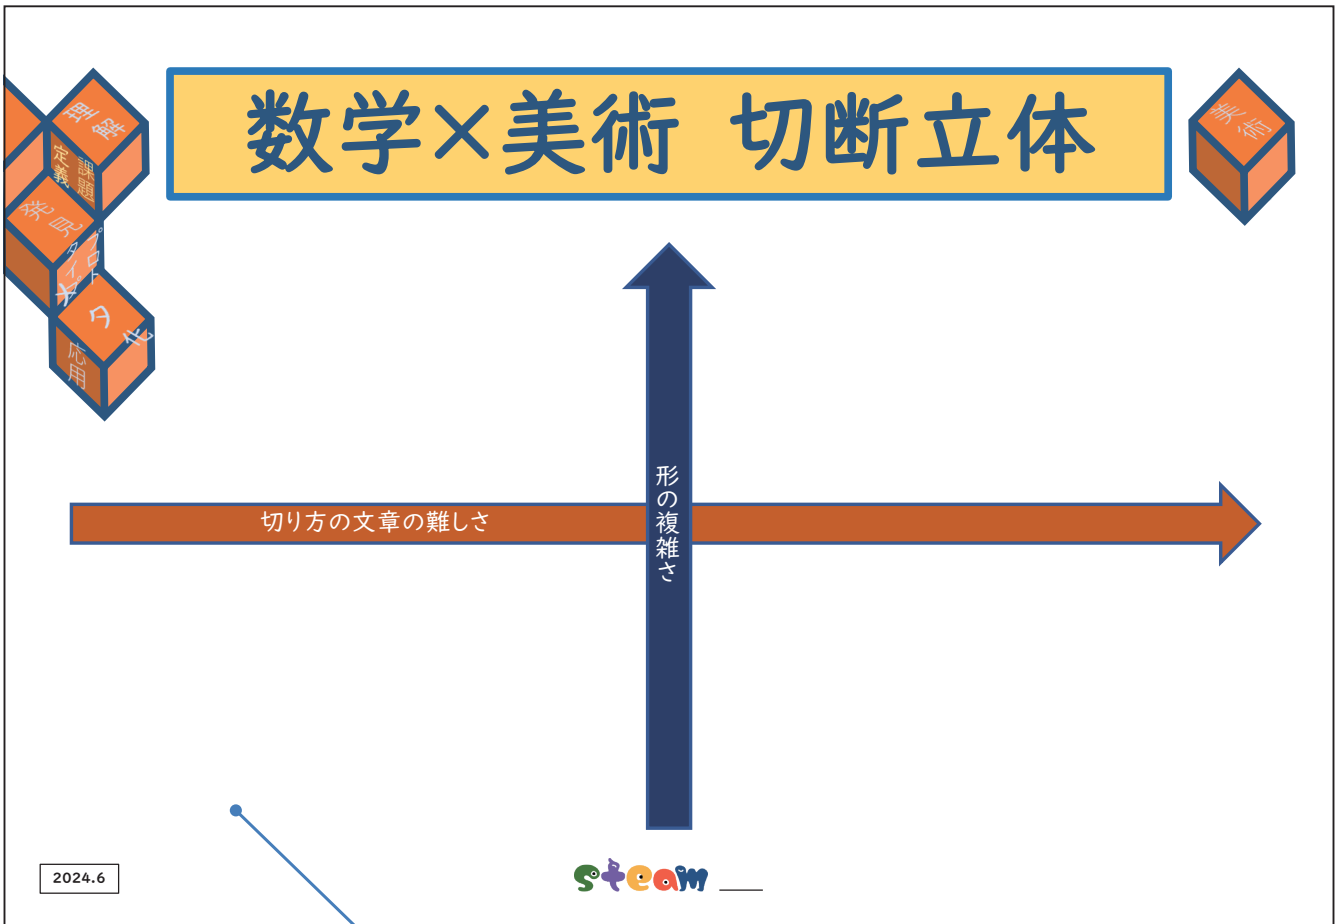 数学×美術 切断立体
理解
課題
定義
発見
プロト
タイプ
メタ
化
応用
美術
形の複雑さ
切り方の文章の難しさ
2024.6
steam